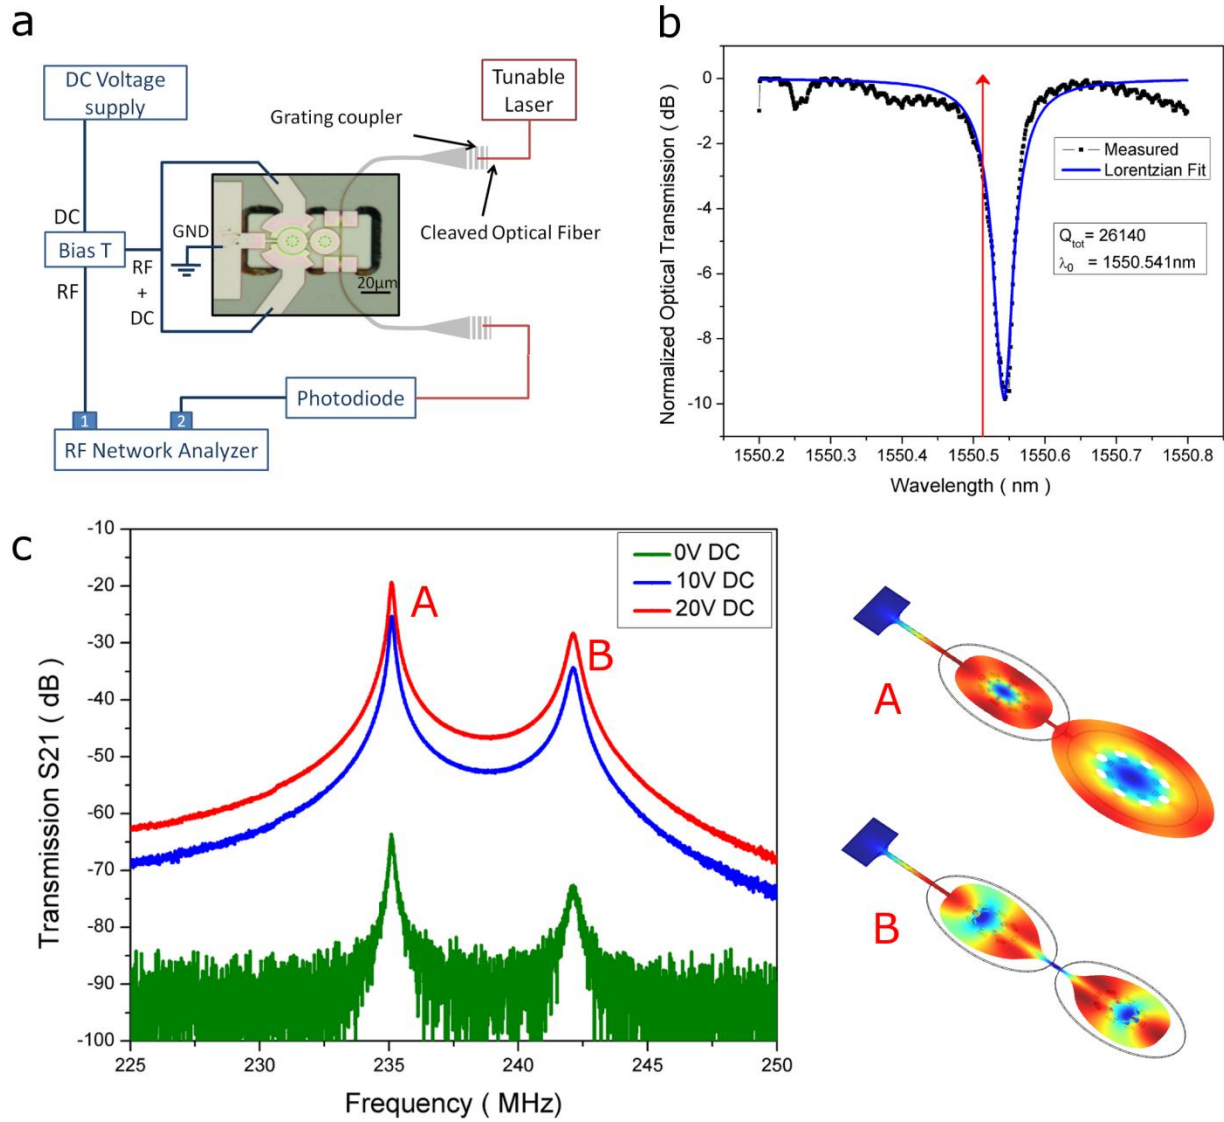 a
DC Voltage
supply
Tunable
Laser
Grating coupler
Cleaved Optical Fiber
DC
GND
Bias T
RF
RF
+
DC
20μm
Photodiode
1
2
RF Network Analyzer
b
Normalized Optical Transmission ( dB )
0
-2
-4
-6
-8
-10
Measured
Lorentzian Fit
Qtot = 26140
λ0 = 1550.541nm
1550.2 1550.3 1550.4 1550.5 1550.6 1550.7 1550.8
Wavelength ( nm )
c
Transmission S21 ( dB )
-10
-20
-30
-40
-50
-60
-70
-80
-90
-100
0V DC
10V DC
20V DC
A
B
225 230 235 240 245 250
Frequency ( MHz)
A
B